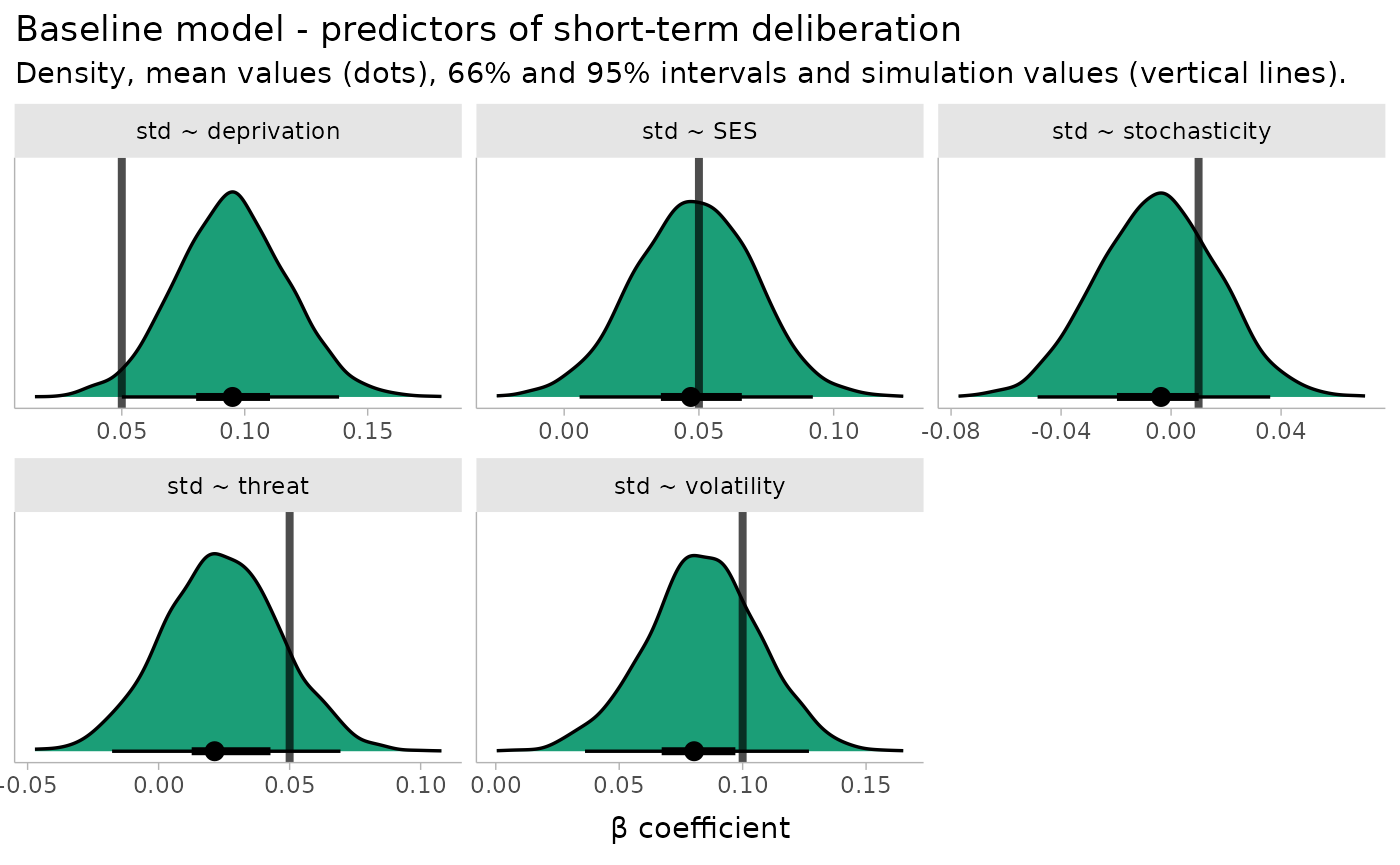 Baseline model - predictors of short-term deliberation
Density, mean values (dots), 66% and 95% intervals and simulation values (vertical lines).
std ~ deprivation
std ~ SES
std ~ stochasticity
0.05 0.10 0.15
0.00 0.05 0.10
-0.08 -0.04 0.00 0.04
std ~ threat
std ~ volatility
-0.05 0.00 0.05 0.10
0.00 0.05 0.10 0.15
β coefficient